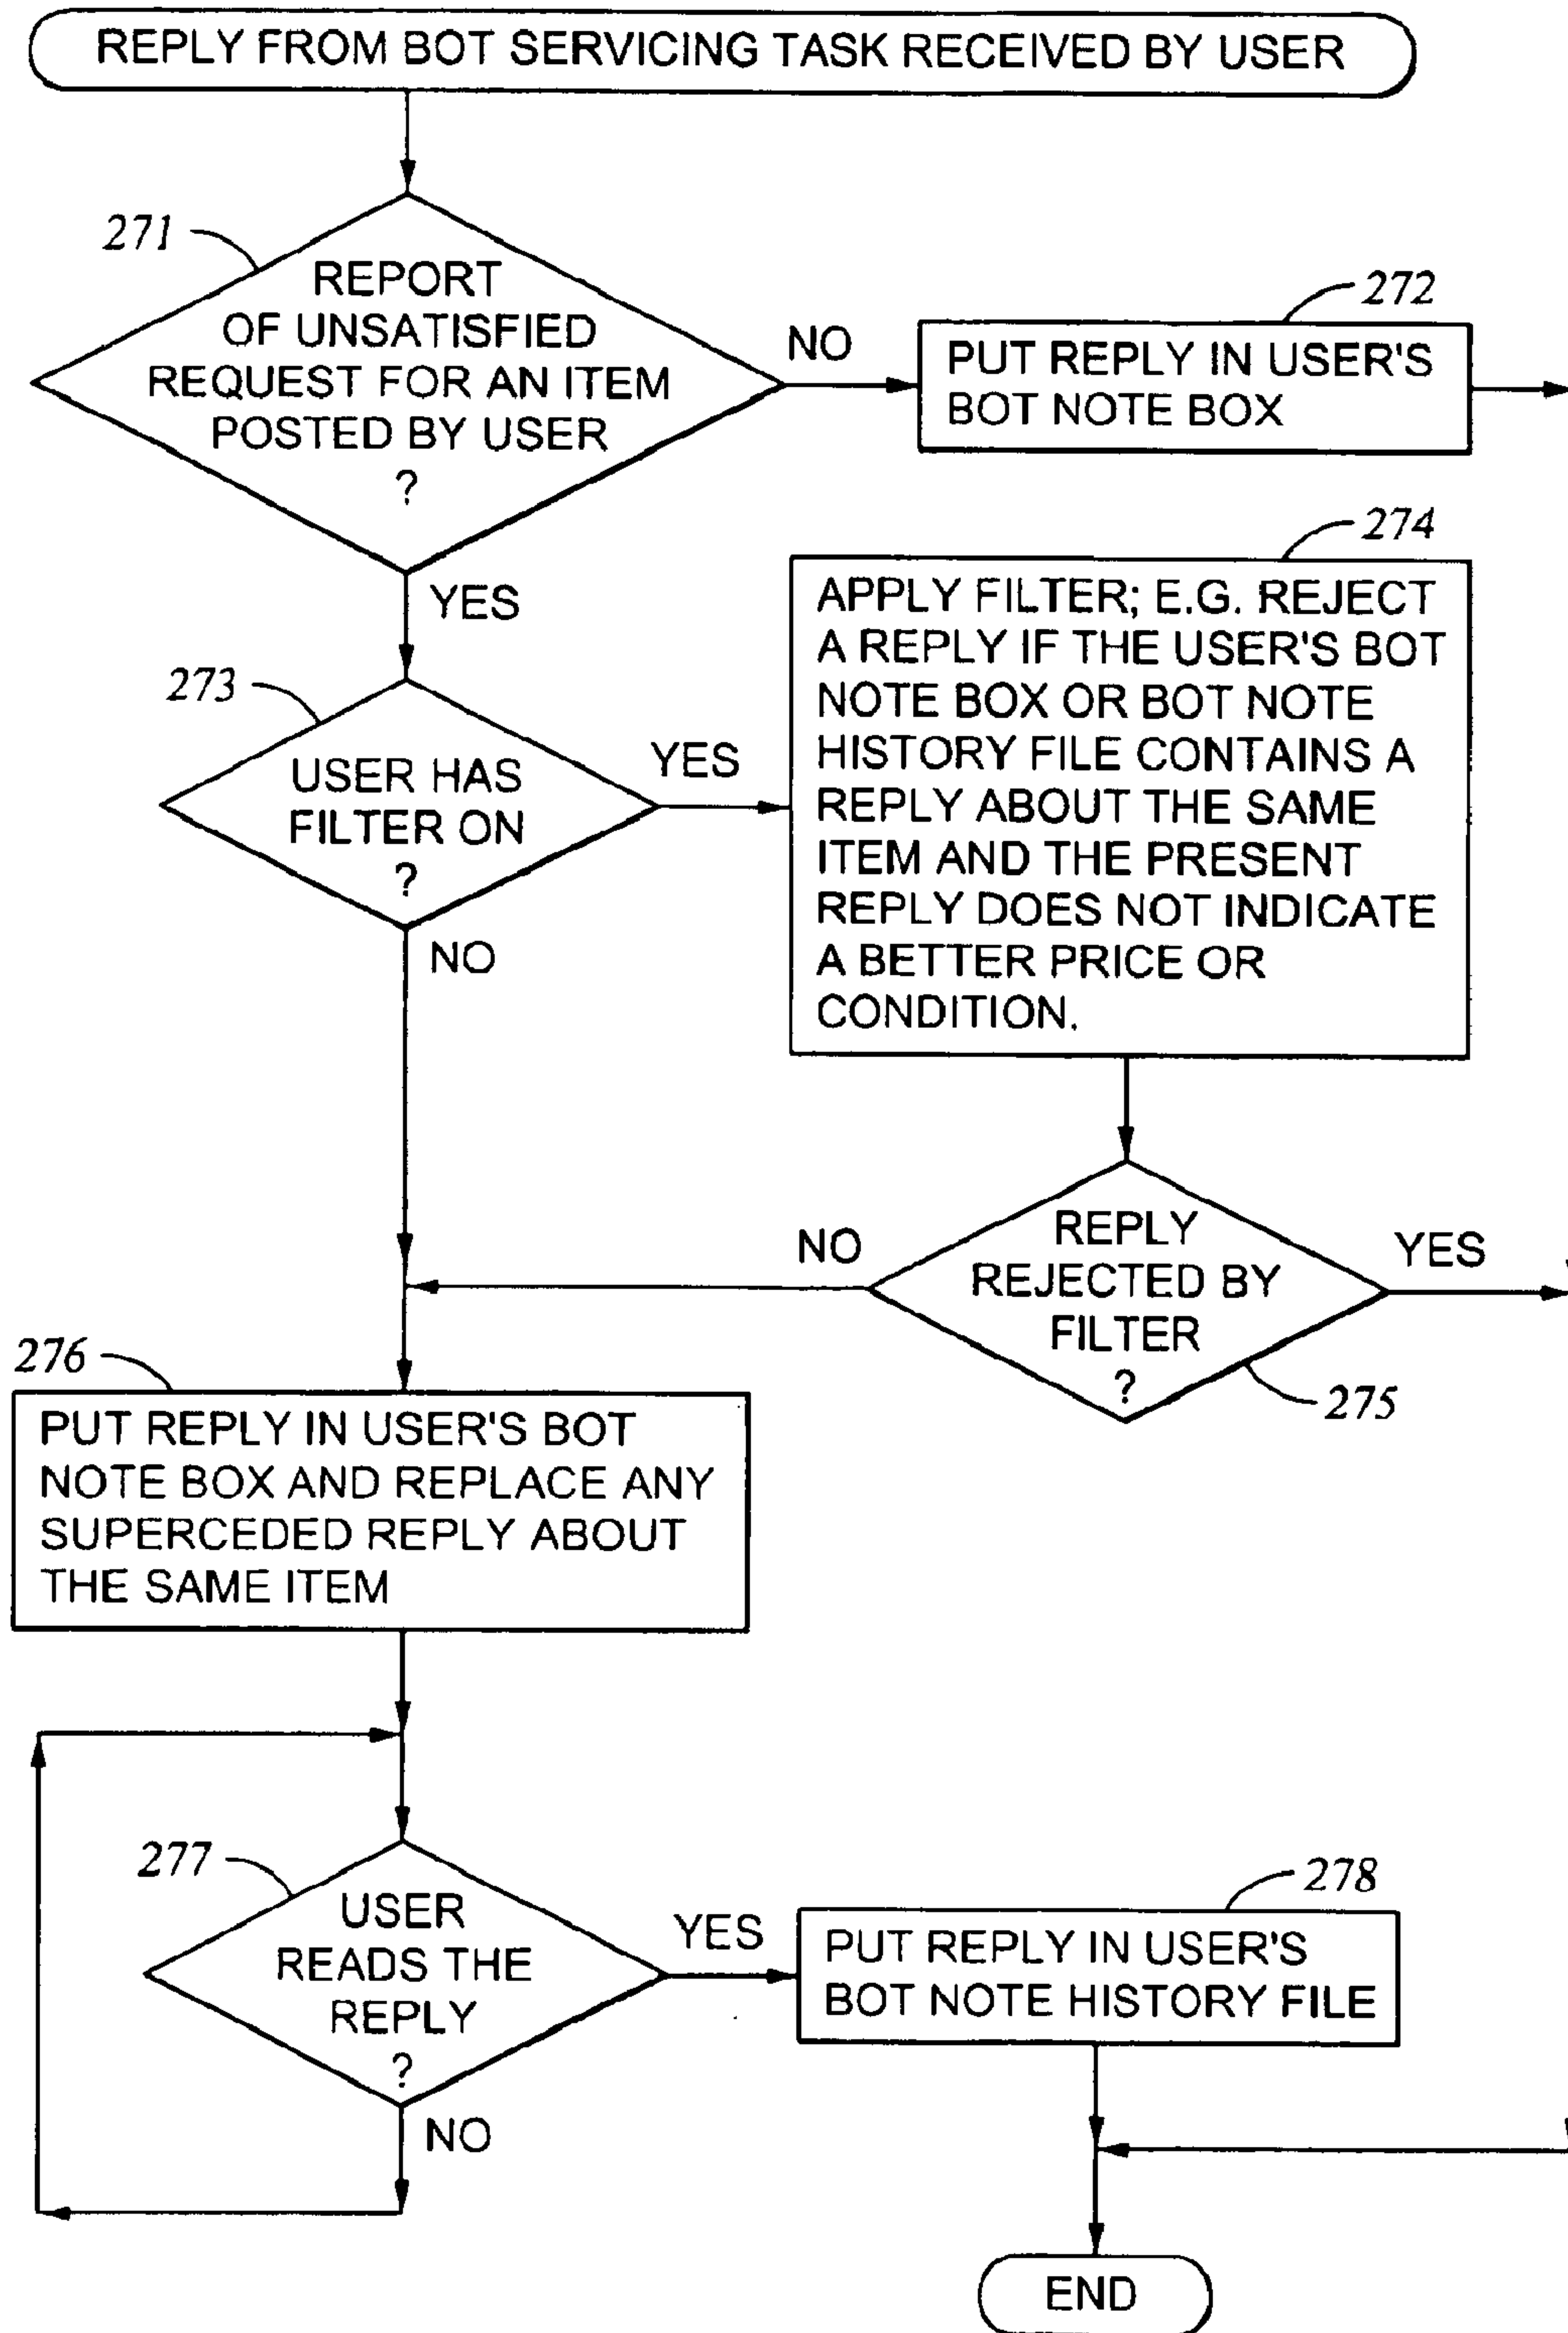 REPLY FROM BOT SERVICING TASK RECEIVED BY USER
271
REPORT
OF UNSATISFIED
REQUEST FOR AN ITEM
POSTED BY USER
?
NO
272
PUT REPLY IN USER'S
BOT NOTE BOX
YES
273
USER HAS
FILTER ON
?
YES
274
APPLY FILTER; E.G. REJECT
A REPLY IF THE USER'S BOT
NOTE BOX OR BOT NOTE
HISTORY FILE CONTAINS A
REPLY ABOUT THE SAME
ITEM AND THE PRESENT
REPLY DOES NOT INDICATE
A BETTER PRICE OR
CONDITION.
NO
NO
REPLY
REJECTED BY
FILTER
?
YES
275
276
PUT REPLY IN USER'S BOT
NOTE BOX AND REPLACE ANY
SUPERCEDED REPLY ABOUT
THE SAME ITEM
277
USER
READS THE
REPLY
?
YES
278
PUT REPLY IN USER'S
BOT NOTE HISTORY FILE
NO
END